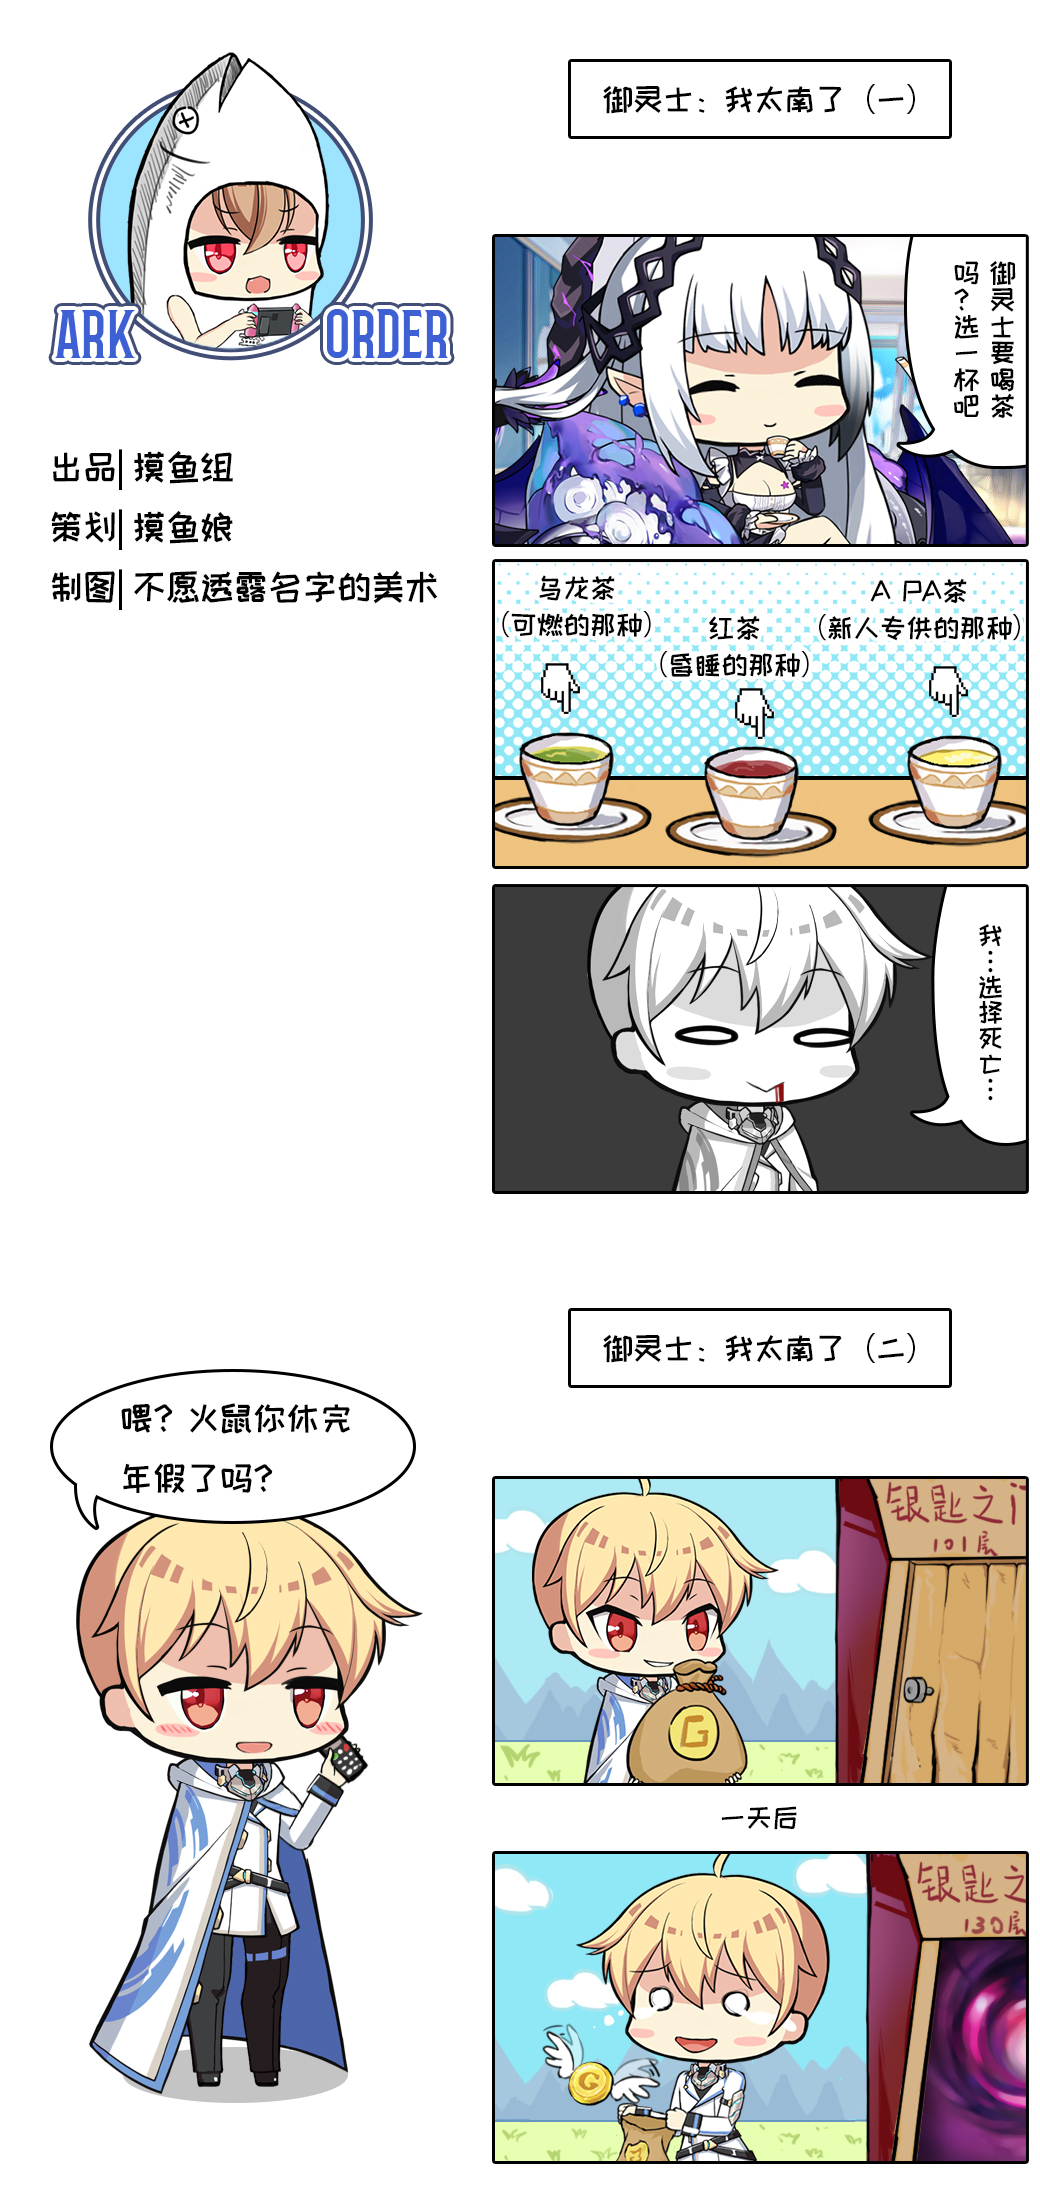 ARK ORDER
出品| 摸鱼组
策划| 摸鱼娘
制图| 不愿透露名字的美术
御灵士：我太南了（一）
御灵士要喝茶
吗？选一杯吧
乌龙茶
（可燃的那种）
红茶
（昏睡的那种）
A PA茶
（新人专供的那种）
我…选择死亡…
御灵士：我太南了（二）
喂？火鼠你休完
年假了吗？
银匙之门
101层
G
一天后
银匙之
130层
G